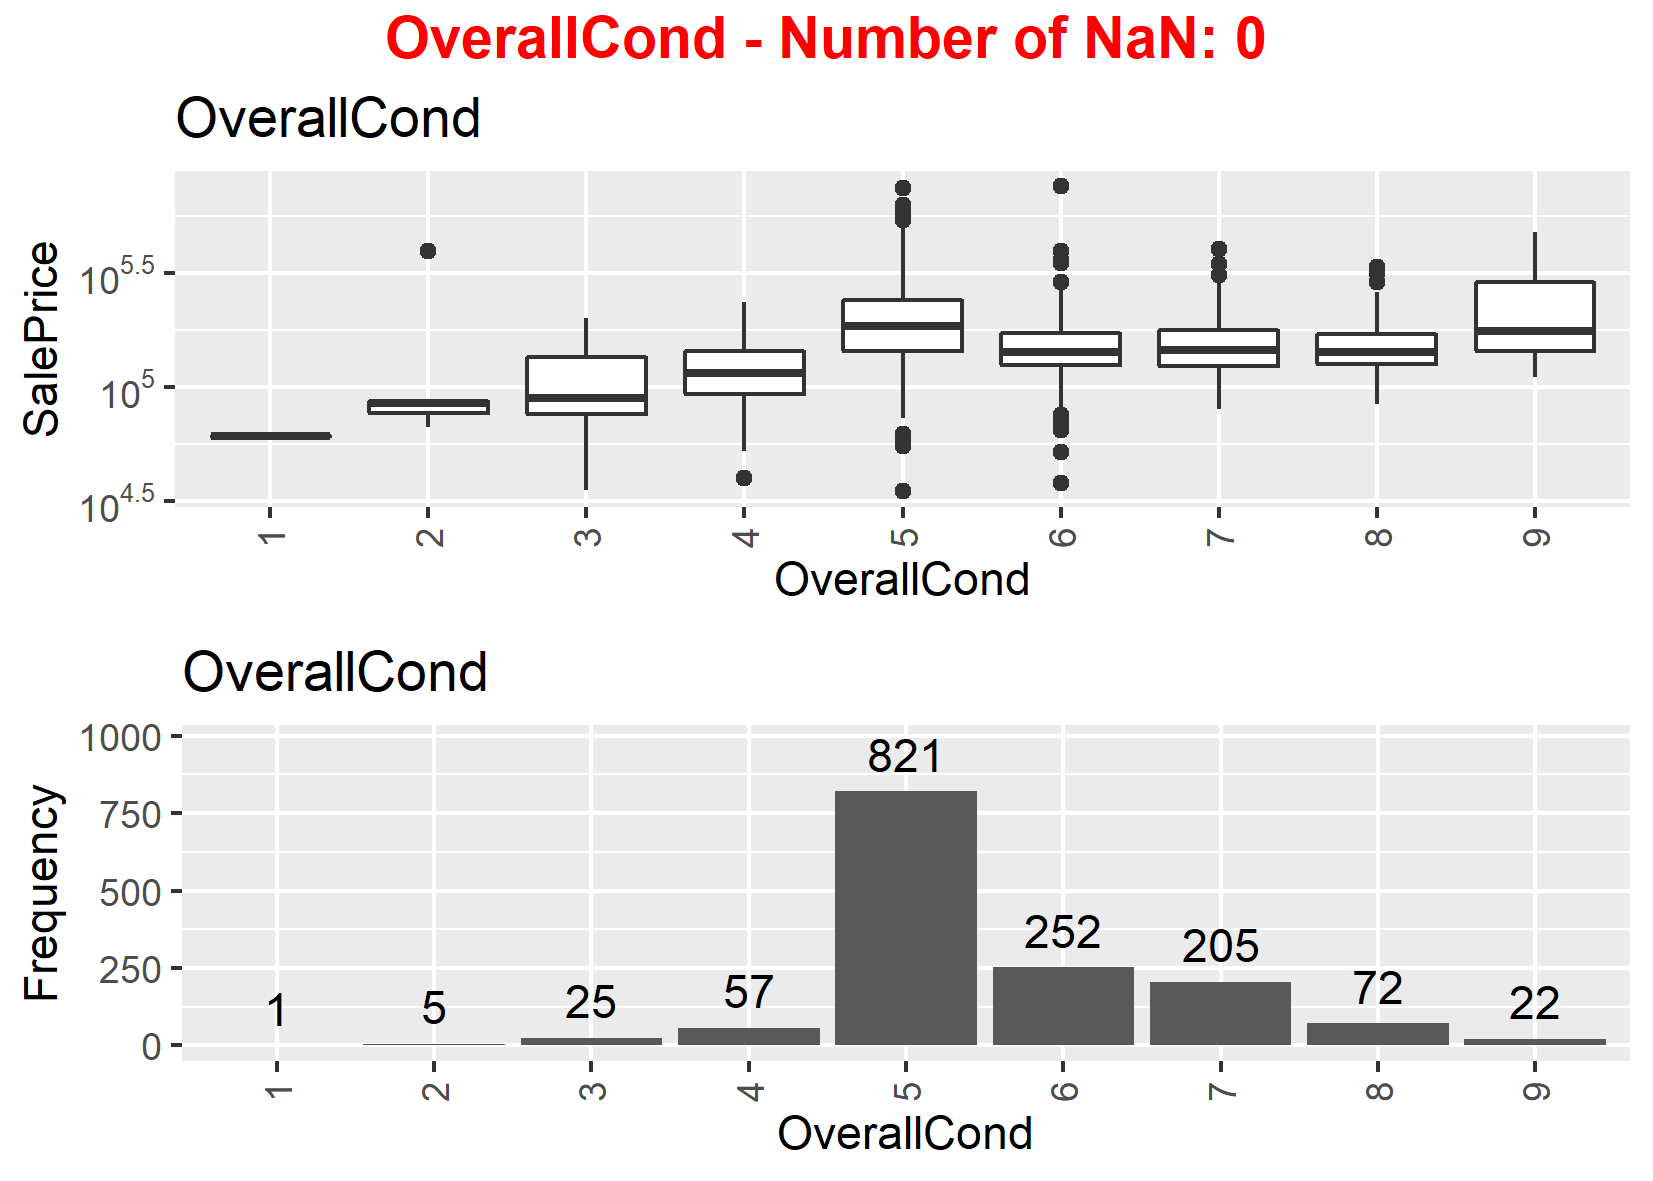 OverallCond - Number of NaN: 0
OverallCond
SalePrice
10^5.5
10^5
10^4.5
1 2 3 4 5 6 7 8 9
OverallCond
OverallCond
Frequency
1000
750
500
250
0
1 5 25 57 821 252 205 72 22
1 2 3 4 5 6 7 8 9
OverallCond